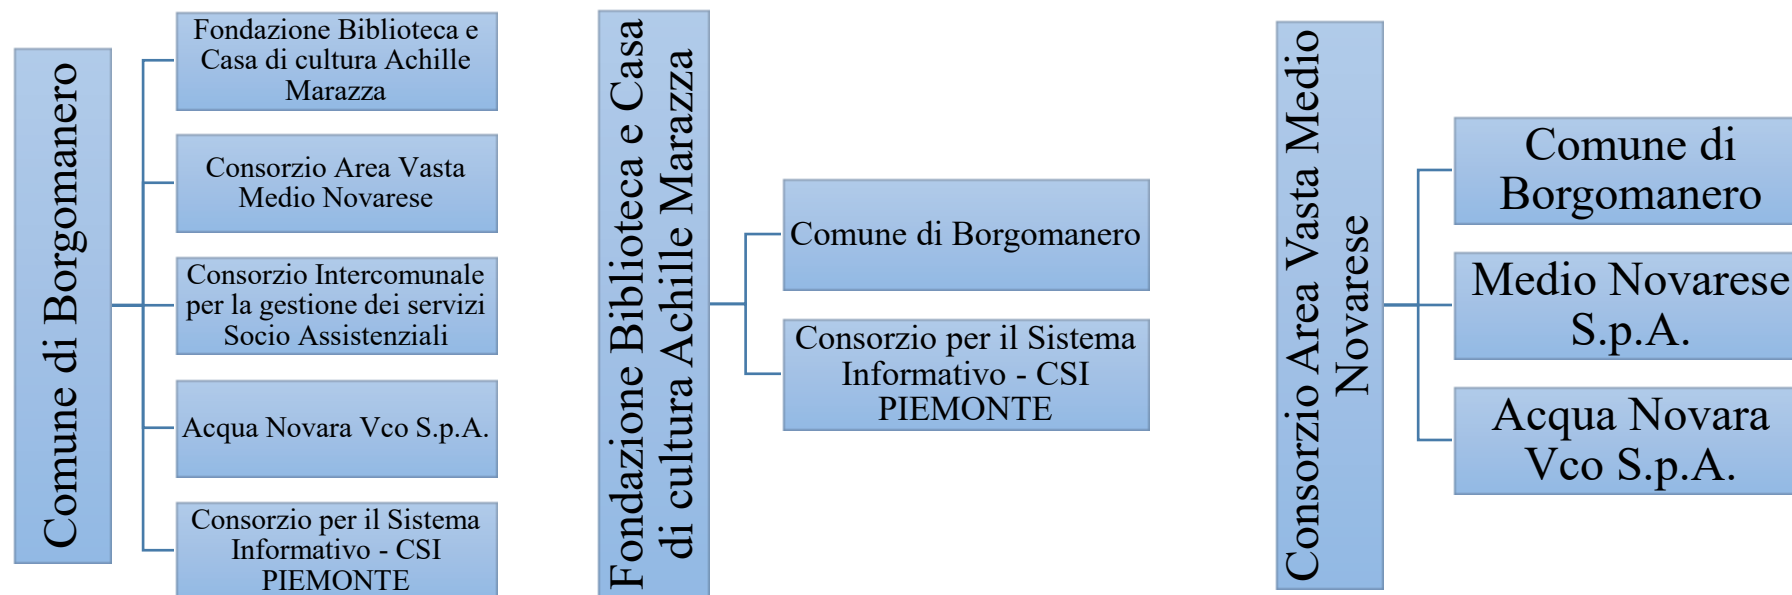 Comune di Borgomanero
Fondazione Biblioteca e
Casa di cultura Achille
Marazza
Consorzio Area Vasta
Medio Novarese
Consorzio Intercomunale
per la gestione dei servizi
Socio Assistenziali
Acqua Novara Vco S.p.A.
Consorzio per il Sistema
Informativo - CSI
PIEMONTE
Fondazione Biblioteca e Casa
di cultura Achille Marazza
Comune di Borgomanero
Consorzio per il Sistema
Informativo - CSI
PIEMONTE
Consorzio Area Vasta Medio
Novarese
Comune di
Borgomanero
Medio Novarese
S.p.A.
Acqua Novara
Vco S.p.A.